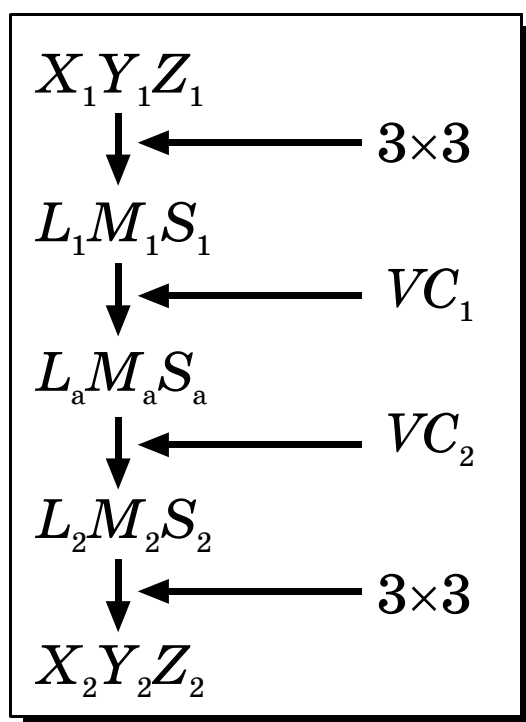 X₁Y₁Z₁
3×3
L₁M₁S₁
VC₁
LₐMₐSₐ
VC₂
L₂M₂S₂
3×3
X₂Y₂Z₂